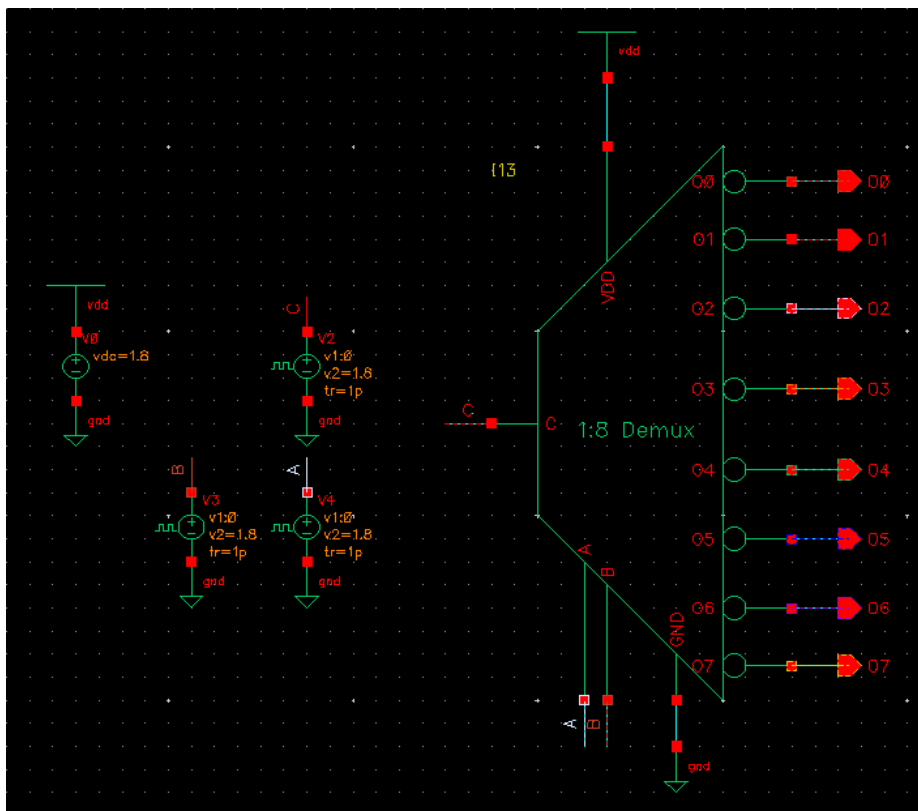 vdd
I13
O0 O0
O1 O1
VDD
vdd
C
O2 O2
V0
vdc=1.8
V2
v1:0
v2=1.8
tr=1p
O3 O3
gnd
gnd
C
C
1:8 Demux
B
A
O4 O4
V3
v1:0
v2=1.8
tr=1p
V4
v1:0
v2=1.8
tr=1p
A
B
O5 O5
gnd
gnd
O6 O6
GND
O7 O7
A
B
gnd